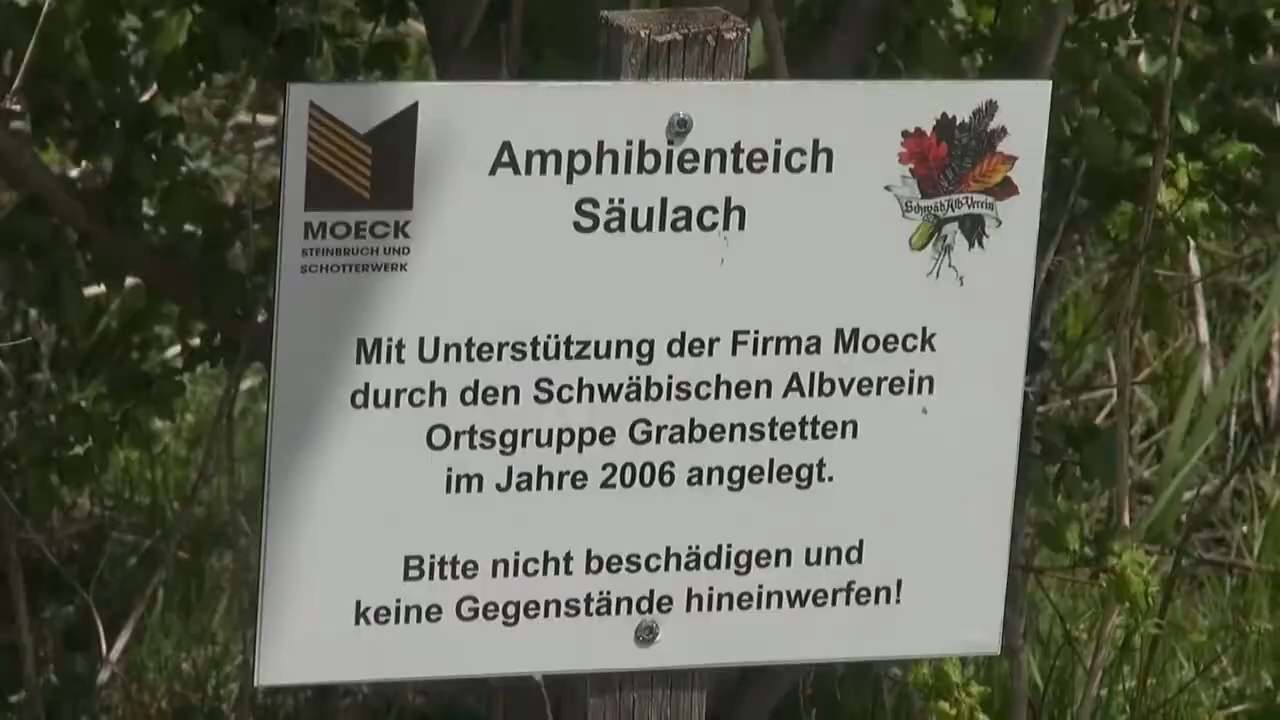 Amphibienteich
Säulach
MOECK
STEINBRUCH UND
SCHOTTERWERK
Schwäb. Alb-Verein
Mit Unterstützung der Firma Moeck
durch den Schwäbischen Albverein
Ortsgruppe Grabenstetten
im Jahre 2006 angelegt.
Bitte nicht beschädigen und
keine Gegenstände hineinwerfen!